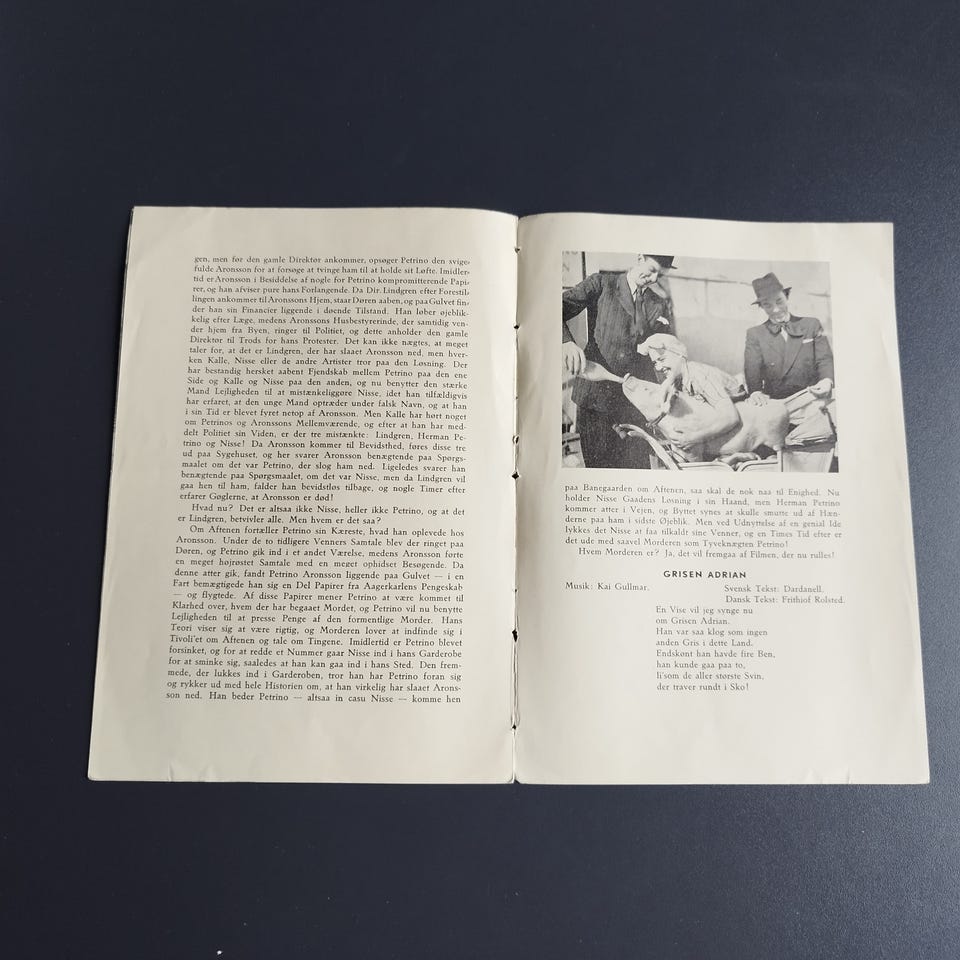 gen, men før den gamle Direktør ankommer, opsøger Petrino den svige-
fulde Aronsson for at forsøge at tvinge ham til at holde sit Løfte. Imidler-
tid er Aronsson i Besiddelse af nogle for Petrino kompromitterende Papi-
rer, og han afviser pure hans Forlangende. Da Dir. Lindgren efter Forestil-
lingen ankommer til Aronssons Hjem, staar Døren aaben, og paa Gulvet fin-
der han sin Financier liggende i døende Tilstand. Han løber øjeblik-
kelig efter Læge, medens Aronssons Husbestyrerinde, der samtidig ven-
der hjem fra Byen, ringer til Politiet, og dette anholder den gamle
Direktør til Trods for hans Protester. Det kan ikke nægtes, at meget
taler for, at det er Lindgren, der har slaaet Aronsson ned, men hver-
ken Kalle, Nisse eller de andre Artister tror paa den Løsning. Der
har bestandig hersket aabent Fjendskab mellem Petrino paa den ene
Side og Kalle og Nisse paa den anden, og nu benytter den stærke
Mand Lejligheden til at mistænkeliggøre Nisse, idet han tilfældigvis
har erfaret, at den unge Mand optræder under falsk Navn, og at han
i sin Tid er blevet fyret netop af Aronsson. Men Kalle har hørt noget
om Petrinos og Aronssons Mellemværende, og efter at han har med-
delt Politiet sin Viden, er der tre mistænkte: Lindgren, Herman Pe-
trino og Nisse! Da Aronsson kommer til Bevidsthed, føres disse tre
ud paa Sygehuset, og her svarer Aronsson benægtende paa Spørgs-
maalet om det var Petrino, der slog ham ned. Ligeledes svarer han
benægtende paa Spørgsmaalet, om det var Nisse, men da Lindgren vil
gaa hen til ham, falder han bevidstløs tilbage, og nogle Timer efter
erfarer Gøglerne, at Aronsson er død!
Hvad nu? Det er altsaa ikke Nisse, heller ikke Petrino, og at det
er Lindgren, betvivler alle. Men hvem er det saa?
Om Aftenen fortæller Petrino sin Kæreste, hvad han oplevede hos
Aronsson. Under de to tidligere Venners Samtale blev der ringet paa
Døren, og Petrino gik ind i et andet Værelse, medens Aronsson førte
en meget højrøstet Samtale med en meget ophidset Besøgende. Da
denne atter gik, fandt Petrino Aronsson liggende paa Gulvet — i en
Fart bemægtigede han sig en Del Papirer fra Aagerkarlens Pengeskab
— og flygtede. Af disse Papirer mener Petrino at være kommet til
Klarhed over, hvem der har begaaet Mordet, og Petrino vil nu benytte
Lejligheden til at presse Penge af den formentlige Morder. Hans
Teori viser sig at være rigtig, og Morderen lover at indfinde sig i
Tivoli'et om Aftenen og tale om Tingene. Imidlertid er Petrino blevet
forsinket, og for at redde et Nummer gaar Nisse ind i hans Garderobe
for at sminke sig, saaledes at han kan gaa ind i hans Sted. Den frem-
mede, der lukkes ind i Garderoben, tror han har Petrino foran sig
og rykker ud med hele Historien om, at han virkelig har slaaet Arons-
son ned. Han beder Petrino — altsaa in casu Nisse — komme hen
paa Banegaarden om Aftenen, saa skal de nok naa til Enighed. Nu
holder Nisse Gaadens Løsning i sin Haand, men Herman Petrino
kommer atter i Vejen, og Byttet synes at skulle smutte ud af Hæn-
derne paa ham i sidste Øjeblik. Men ved Udnyttelse af en genial Ide
lykkes det Nisse at faa tilkaldt sine Venner, og en Times Tid efter er
det ude med saavel Morderen som Tyveknægten Petrino!
Hvem Morderen er? Ja, det vil fremgaa af Filmen, der nu rulles!
GRISEN ADRIAN
Musik: Kai Gullmar. Svensk Tekst: Dardanell.
Dansk Tekst: Frithiof Rolsted.
En Vise vil jeg synge nu
om Grisen Adrian.
Han var saa klog som ingen
anden Gris i dette Land.
Endskønt han havde fire Ben,
han kunde gaa paa to,
li'som de aller største Svin,
der traver rundt i Sko!